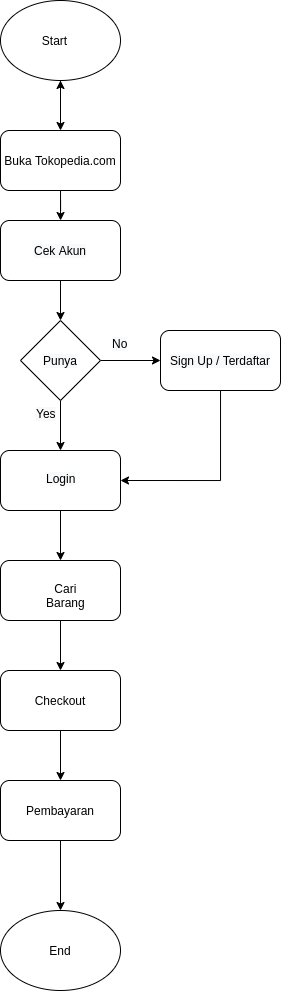 Start
Buka Tokopedia.com
Cek Akun
Punya
No
Sign Up / Terdaftar
Yes
Login
Cari
Barang
Checkout
Pembayaran
End